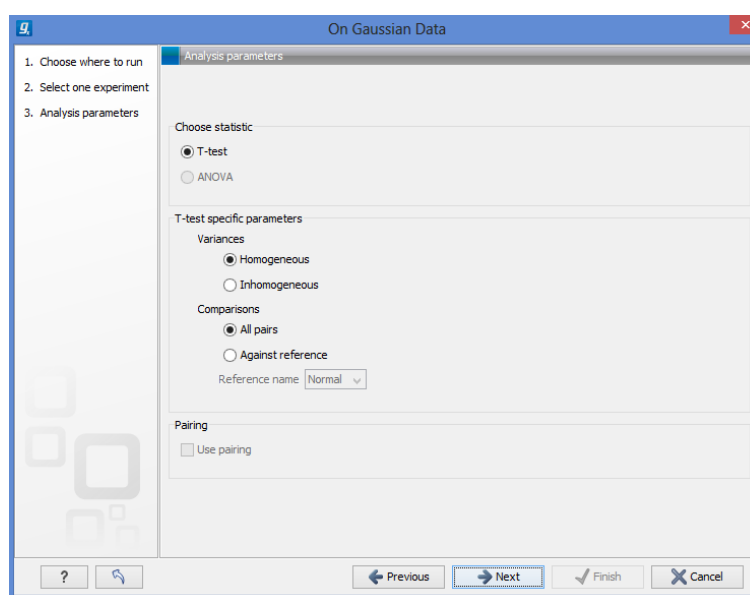 On Gaussian Data
1. Choose where to run
2. Select one experiment
3. Analysis parameters
Analysis parameters
Choose statistic
T-test
ANOVA
T-test specific parameters
Variances
Homogeneous
Inhomogeneous
Comparisons
All pairs
Against reference
Reference name Normal
Pairing
Use pairing
? Previous Next Finish Cancel